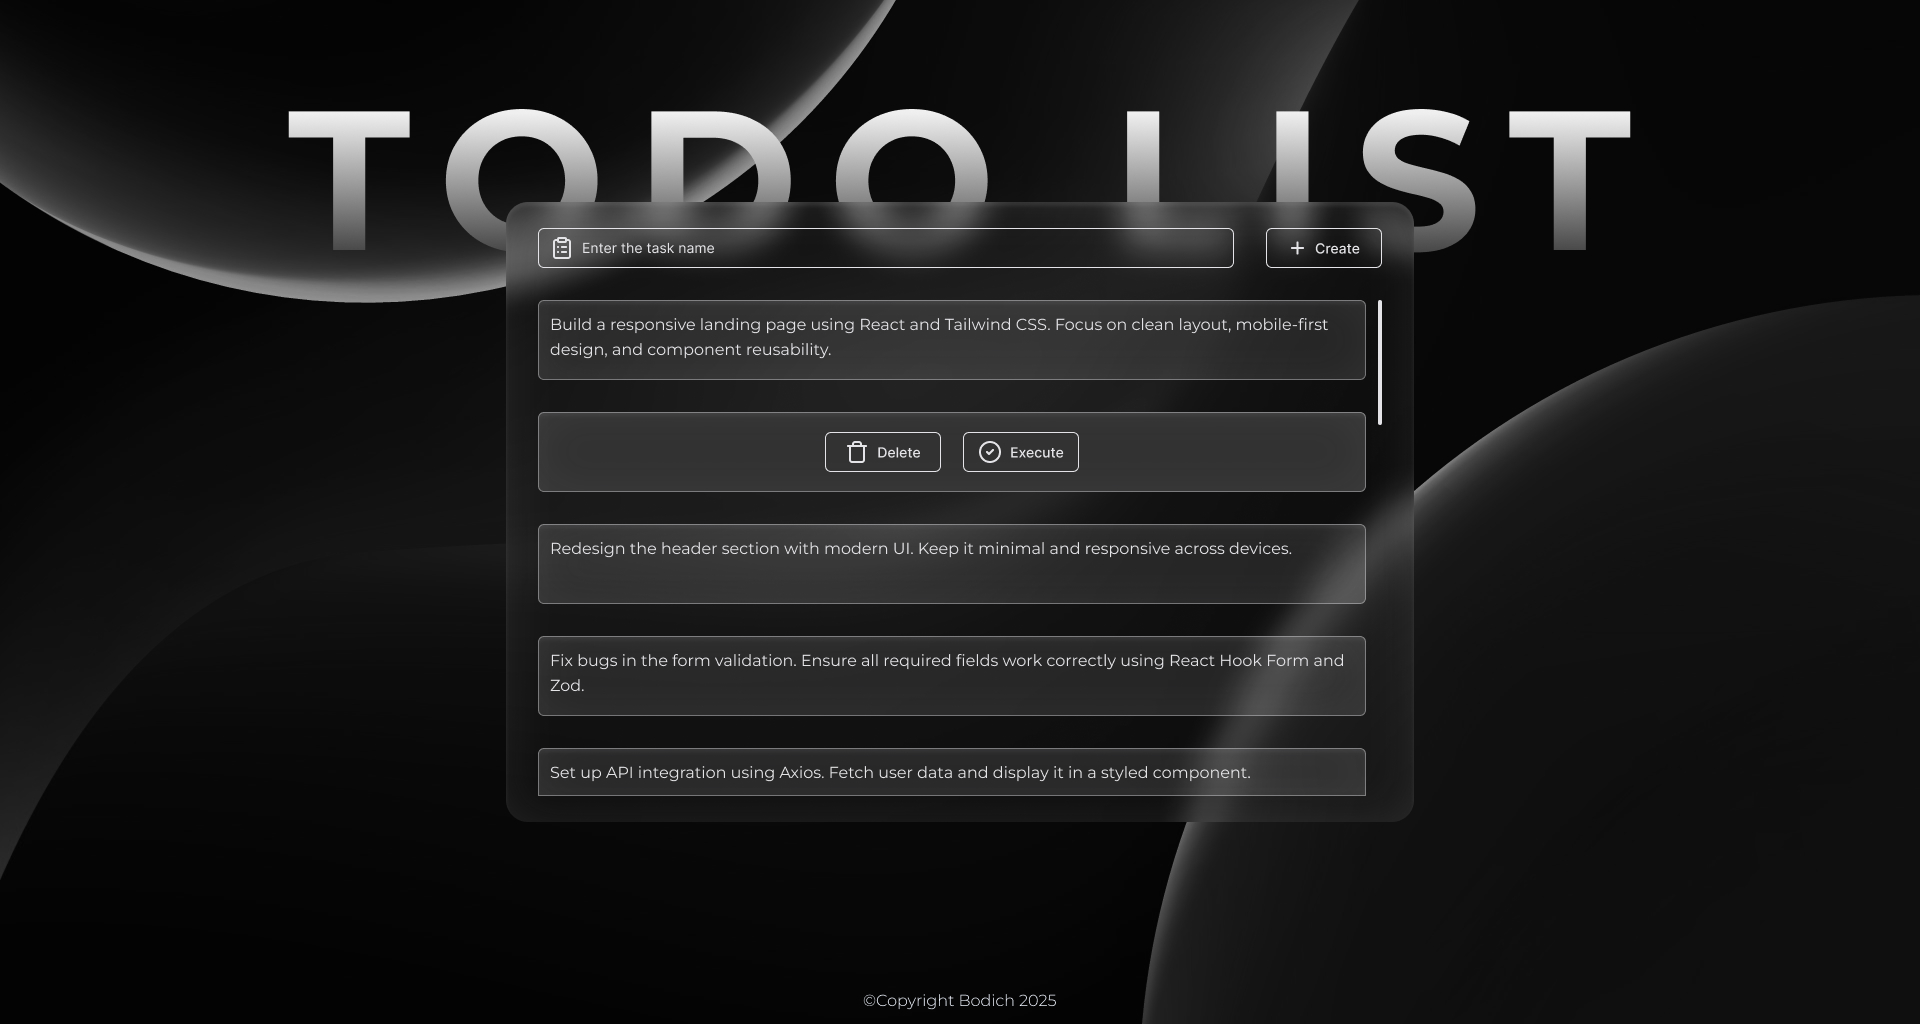 TODO LIST
Enter the task name
Create
Build a responsive landing page using React and Tailwind CSS. Focus on clean layout, mobile-first
design, and component reusability.
Delete
Execute
Redesign the header section with modern UI. Keep it minimal and responsive across devices.
Fix bugs in the form validation. Ensure all required fields work correctly using React Hook Form and
Zod.
Set up API integration using Axios. Fetch user data and display it in a styled component.
©Copyright Bodich 2025